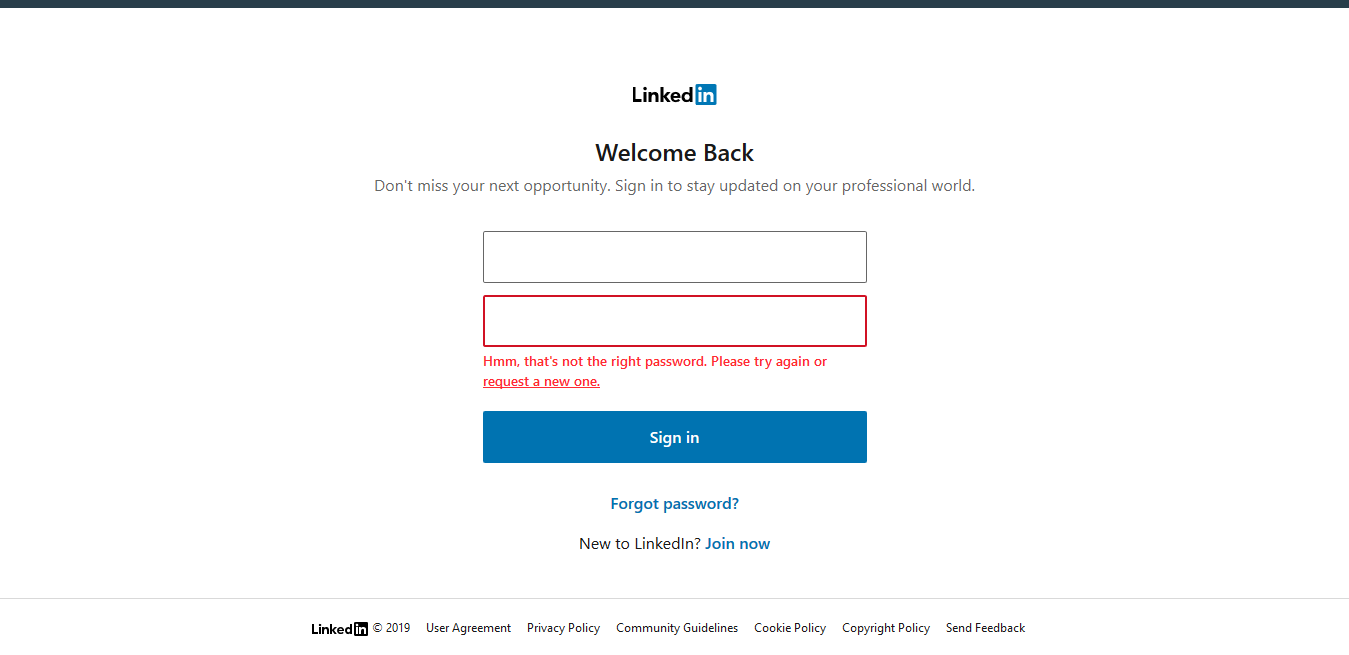 Linkedin
Welcome Back
Don't miss your next opportunity. Sign in to stay updated on your professional world.
Hmm, that's not the right password. Please try again or
request a new one.
Sign in
Forgot password?
New to LinkedIn? Join now
Linkedin © 2019 User Agreement Privacy Policy Community Guidelines Cookie Policy Copyright Policy Send Feedback